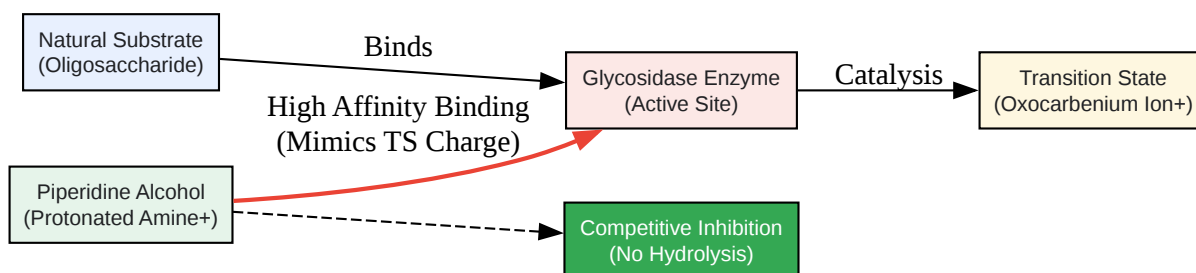 Natural Substrate
(Oligosaccharide)
Binds
Glycosidase Enzyme
(Active Site)
Catalysis
Transition State
(Oxocarbenium Ion+)
High Affinity Binding
(Mimics TS Charge)
Piperidine Alcohol
(Protonated Amine+)
Competitive Inhibition
(No Hydrolysis)